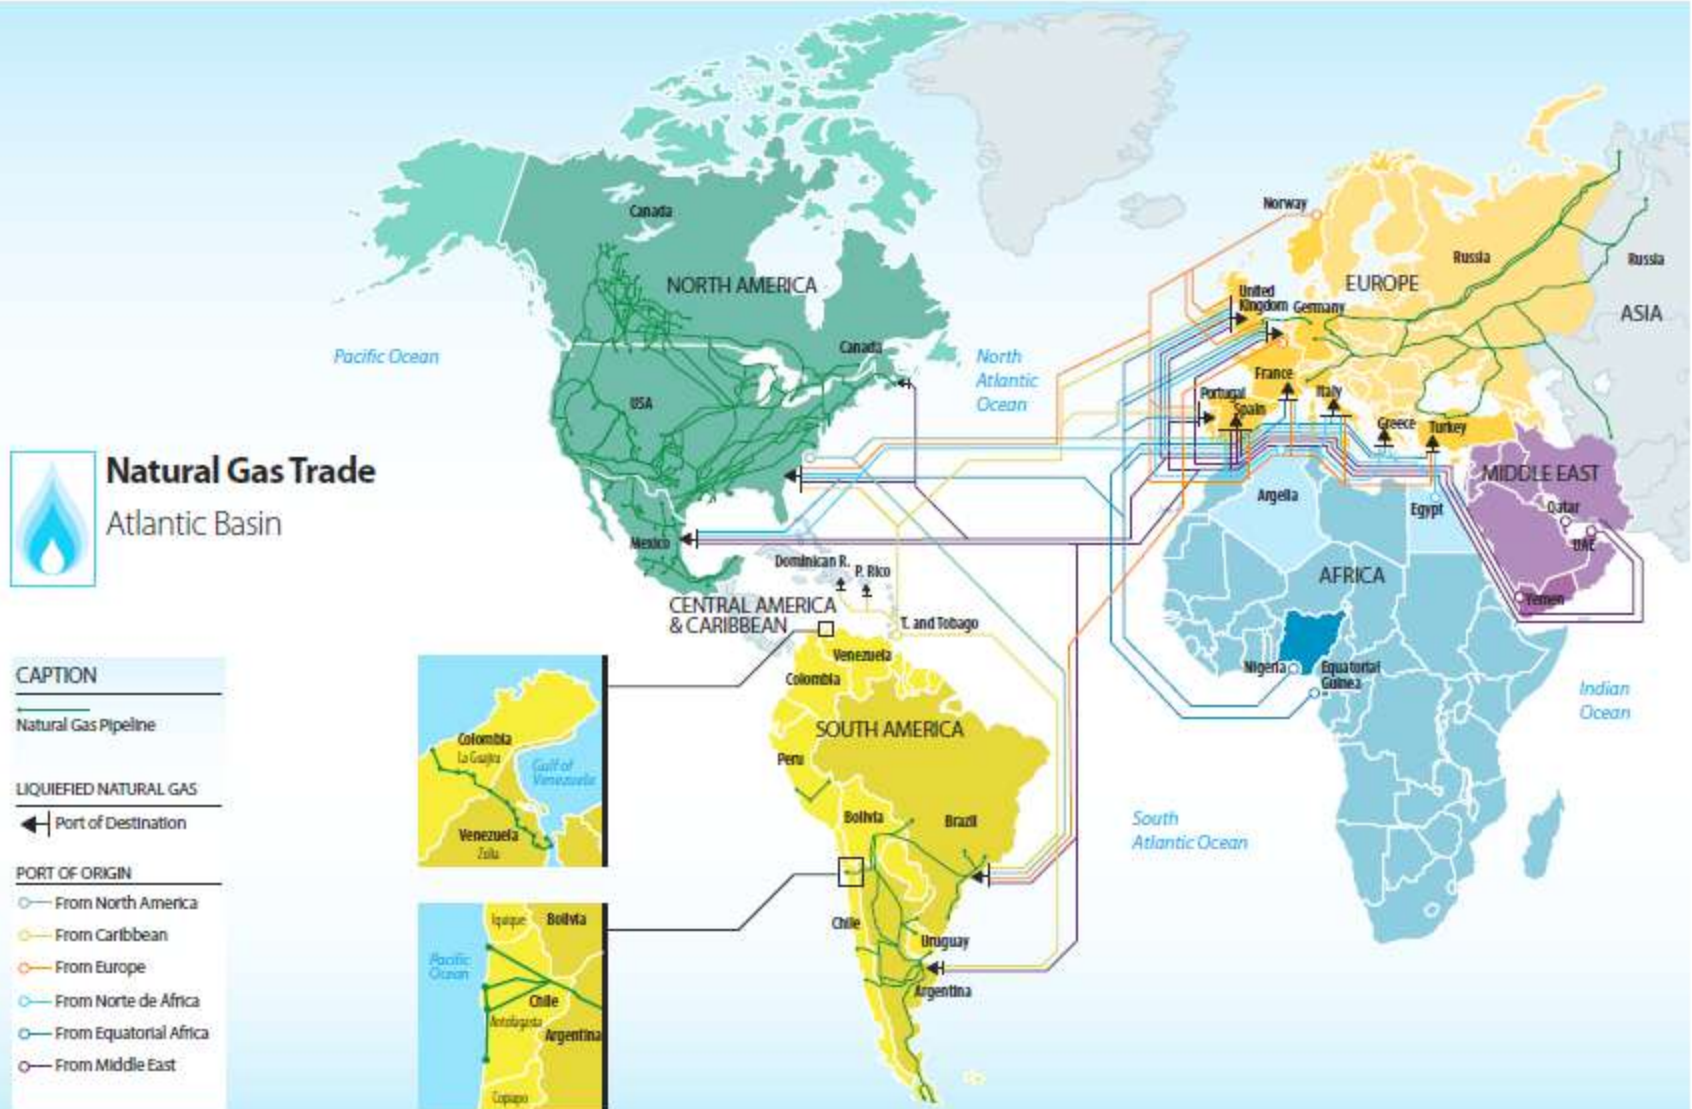 Natural Gas Trade
Atlantic Basin
CAPTION
Natural Gas Pipeline
LIQUIEFIED NATURAL GAS
Port of Destination
PORT OF ORIGIN
From North America
From Caribbean
From Europe
From Norte de África
From Equatorial Africa
From Middle East
Pacific Ocean
Canada
NORTH AMERICA
Canada
USA
Mexico
North
Atlantic
Ocean
Dominican R.
P. Rico
CENTRAL AMERICA
& CARIBBEAN
T. and Tobago
Venezuela
Colombia
SOUTH AMERICA
Peru
Bolivia
Brazil
Chile
Uruguay
Argentina
South
Atlantic Ocean
Norway
Russia
EUROPE
Russia
ASIA
United
Kingdom
Germany
France
Portugal
Spain
Italy
Greece
Turkey
MIDDLE EAST
Qatar
UAE
Yemen
Argelia
Egypt
AFRICA
Nigeria
Equatorial
Guinea
Indian
Ocean
Colombia
La Guajira
Gulf of
Venezuela
Venezuela
Zulia
Iquique
Bolivia
Pacific
Ocean
Chile
Antofagasta
Argentina
Copapo